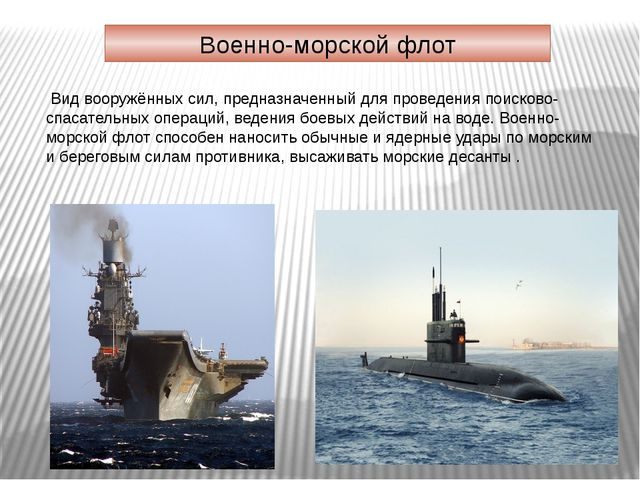 Военно-морской флот
Вид вооружённых сил, предназначенный для проведения поисково-
спасательных операций, ведения боевых действий на воде. Военно-
морской флот способен наносить обычные и ядерные удары по морским
и береговым силам противника, высаживать морские десанты .